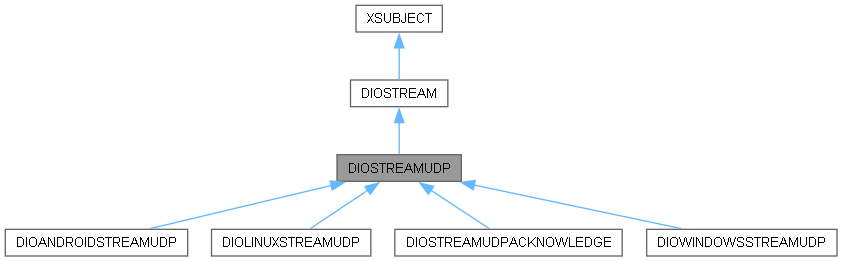 XSUBJECT
DIOSTREAM
DIOSTREAMUDP
DIOANDROIDSTREAMUDP
DIOLINUXSTREAMUDP
DIOSTREAMUDPACKNOWLEDGE
DIOWINDOWSSTREAMUDP